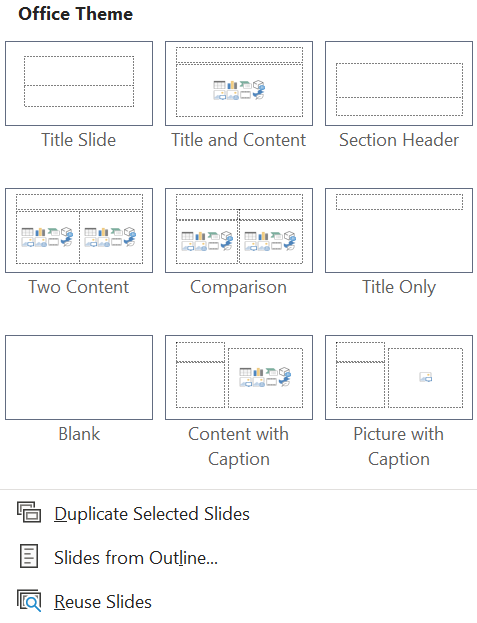 Office Theme
Title Slide
Title and Content
Section Header
Two Content
Comparison
Title Only
Blank
Content with
Caption
Picture with
Caption
Duplicate Selected Slides
Slides from Outline...
Reuse Slides